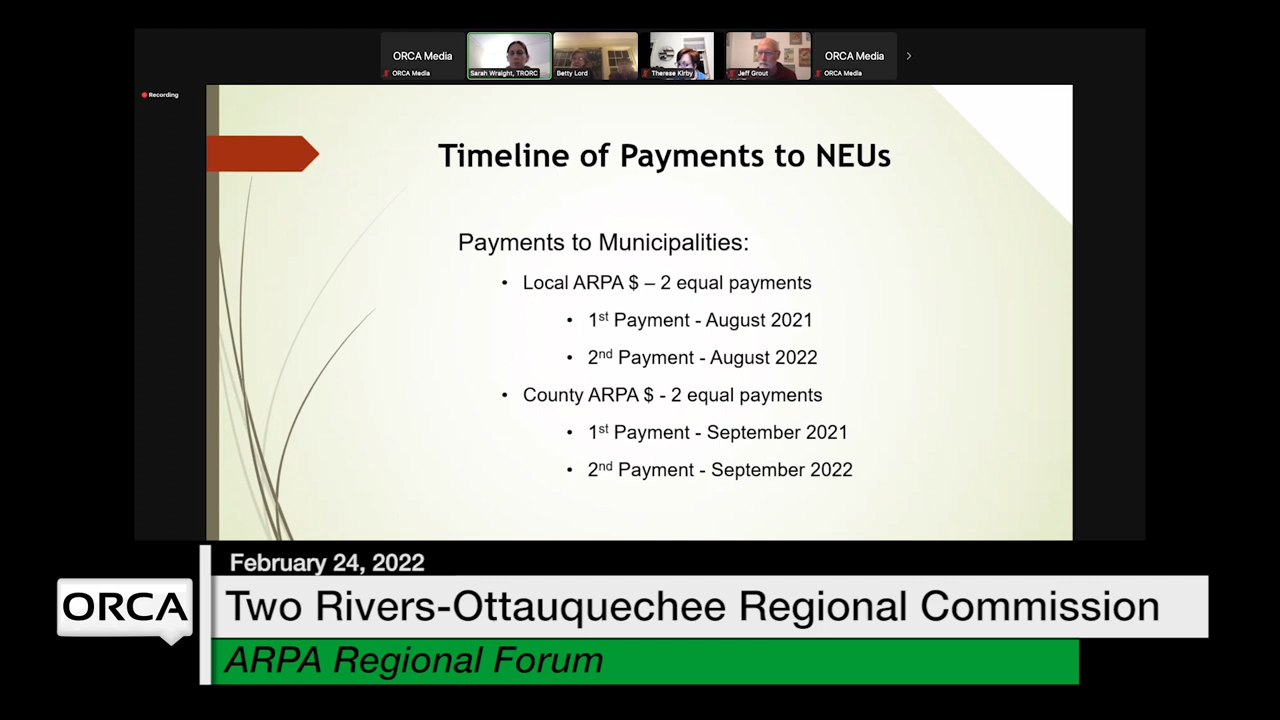 ORCA Media
ORCA Media
Sarah Wraight, TRORC
Betty Lord
Therese Kirby
Jeff Grout
ORCA Media
ORCA Media
Recording
Timeline of Payments to NEUs
Payments to Municipalities:
• Local ARPA $ – 2 equal payments
• 1st Payment - August 2021
• 2nd Payment - August 2022
• County ARPA $ - 2 equal payments
• 1st Payment - September 2021
• 2nd Payment - September 2022
February 24, 2022
ORCA
Two Rivers-Ottauquechee Regional Commission
ARPA Regional Forum